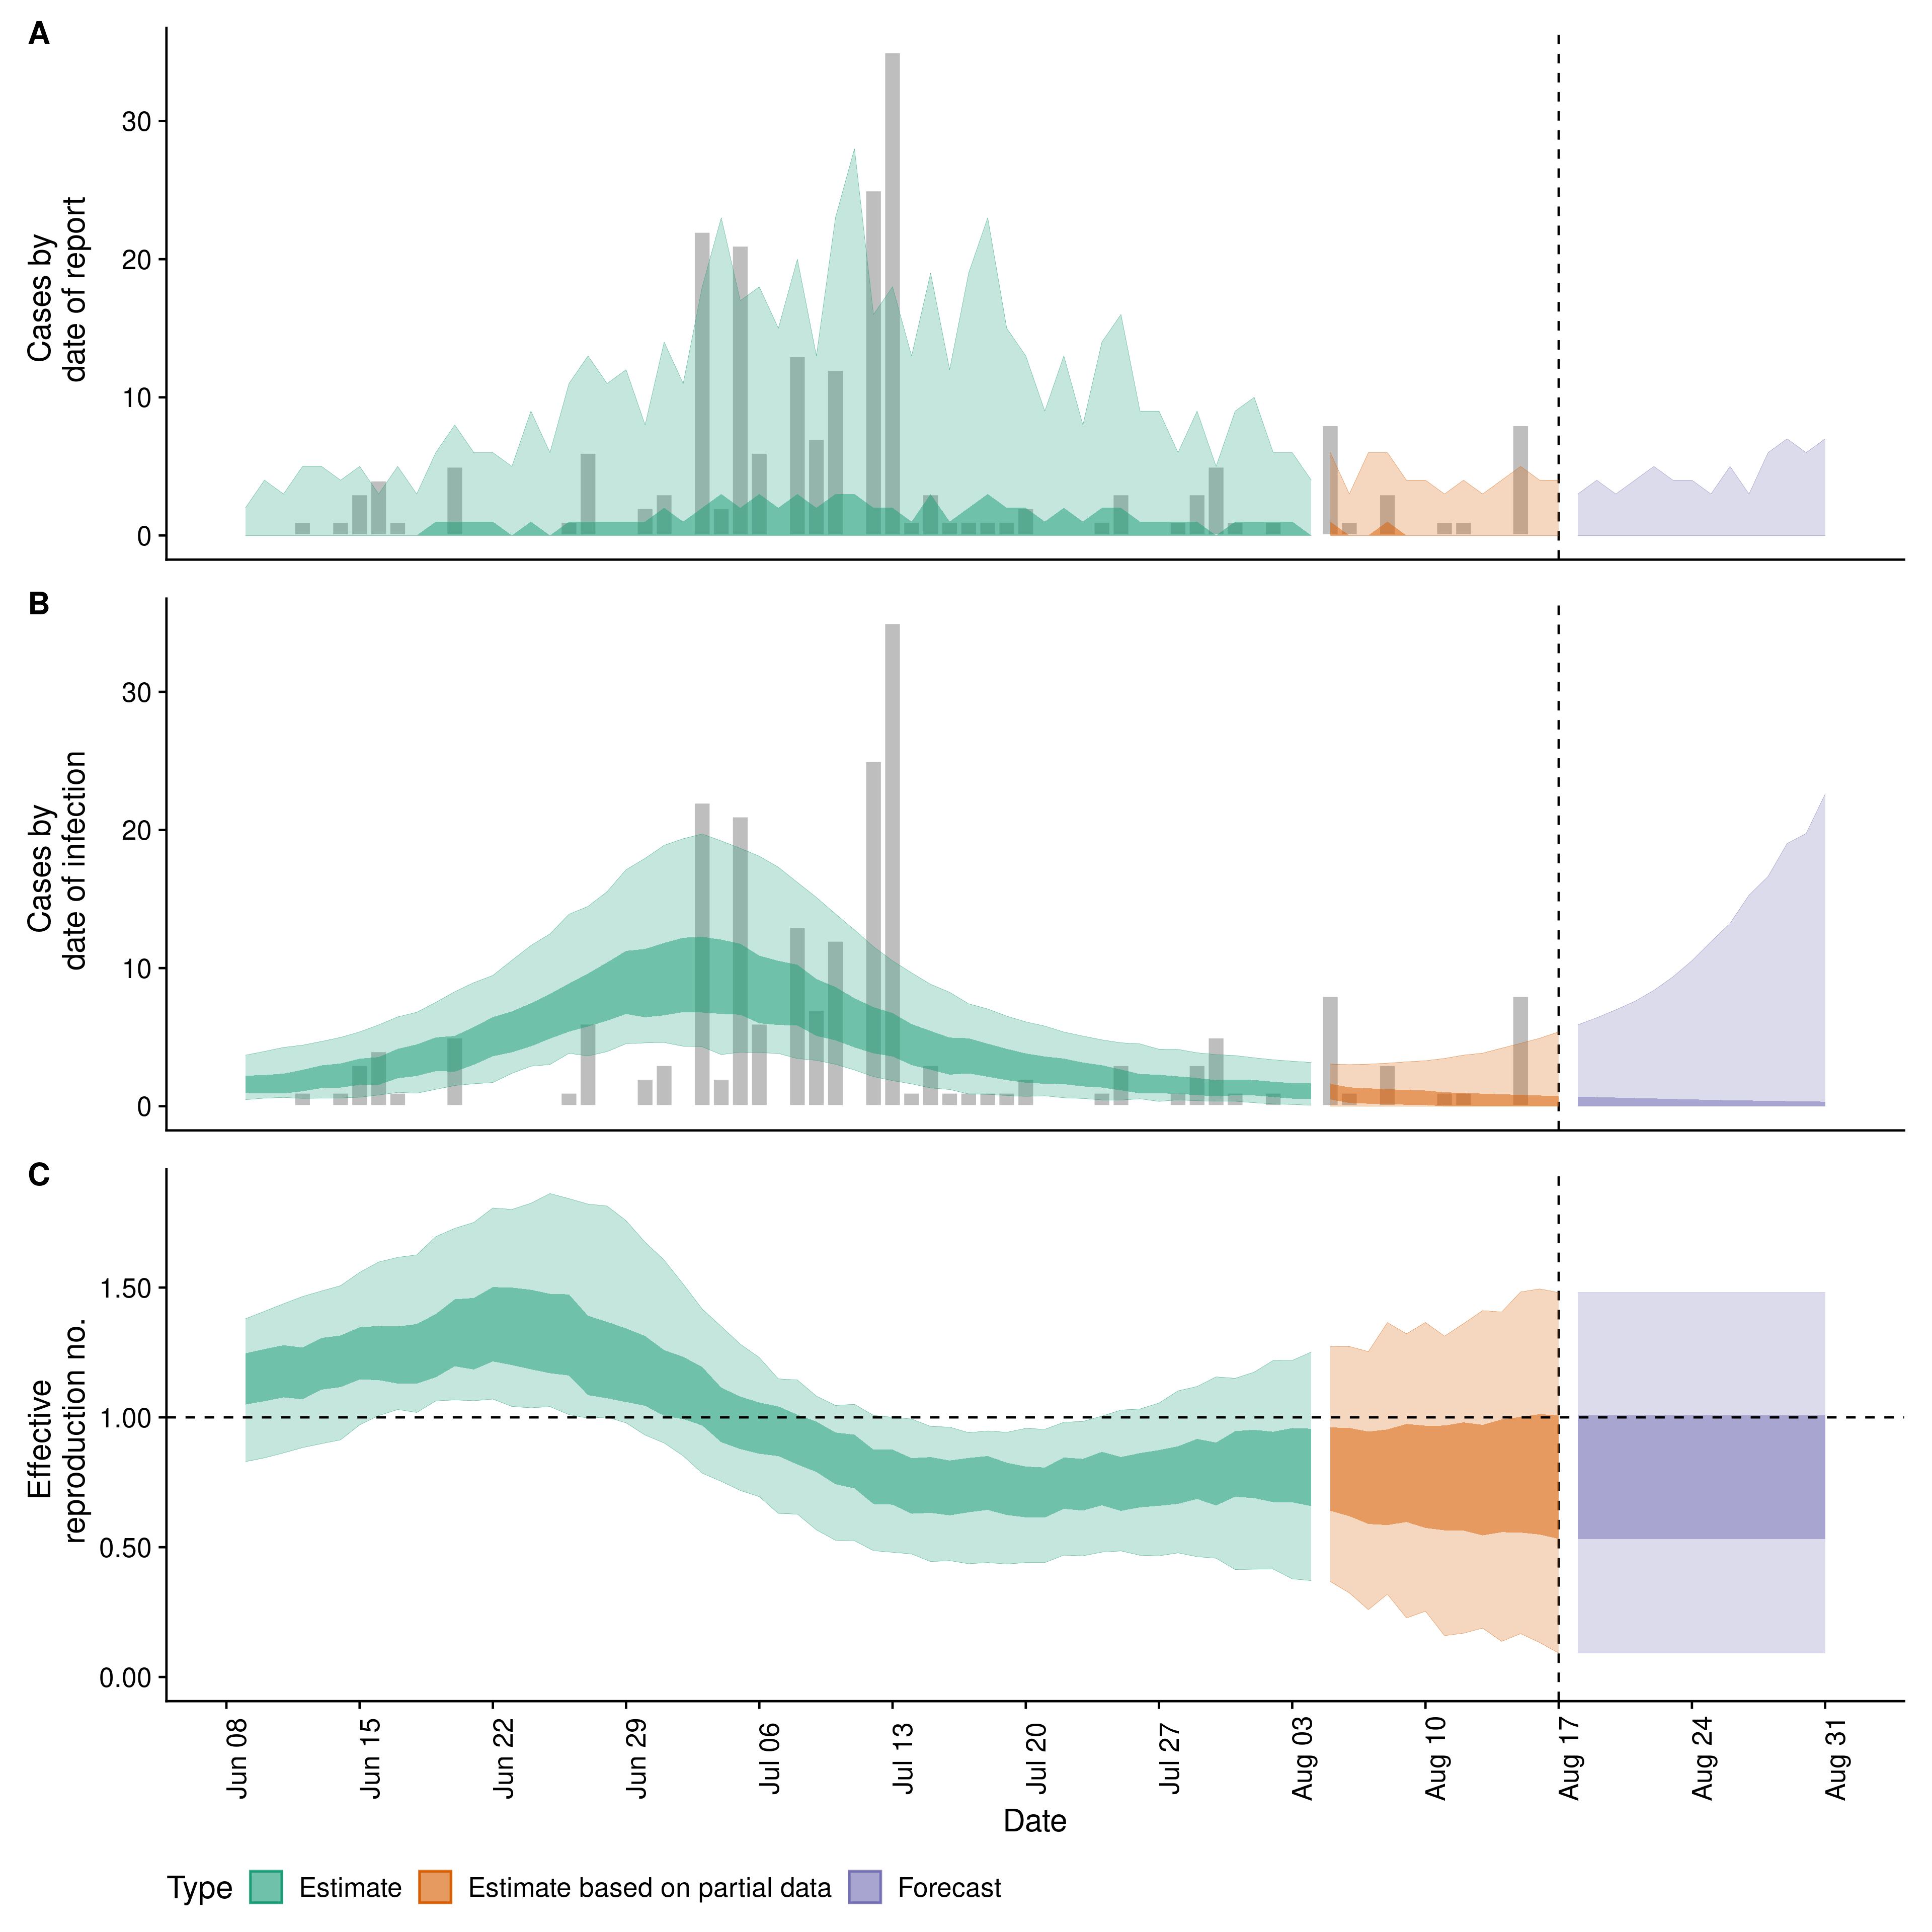 A
Cases by
date of report
30
20
10
0
B
Cases by
date of infection
30
20
10
0
C
Effective
reproduction no.
1.50
1.00
0.50
0.00
Jun 08
Jun 15
Jun 22
Jun 29
Jul 06
Jul 13
Jul 20
Jul 27
Aug 03
Aug 10
Aug 17
Aug 24
Aug 31
Date
Type Estimate Estimate based on partial data Forecast